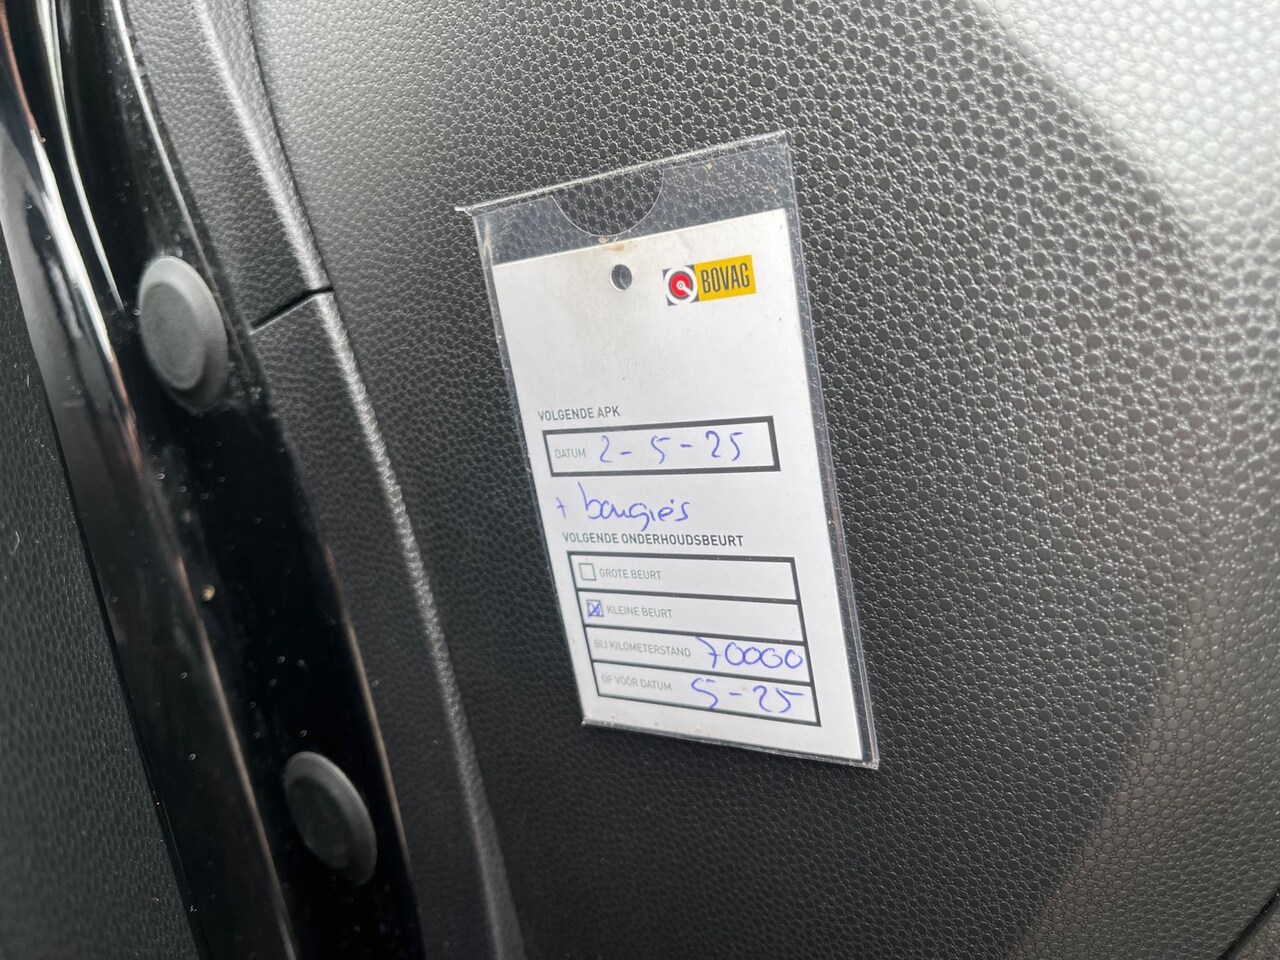 BOVAG
VOLGENDE APK
DATUM 2-5-25
+ bougie's
VOLGENDE ONDERHOUDSBEURT
GROTE BEURT
KLEINE BEURT
BIJ KILOMETERSTAND 70000
OF VÓÓR DATUM 5-25